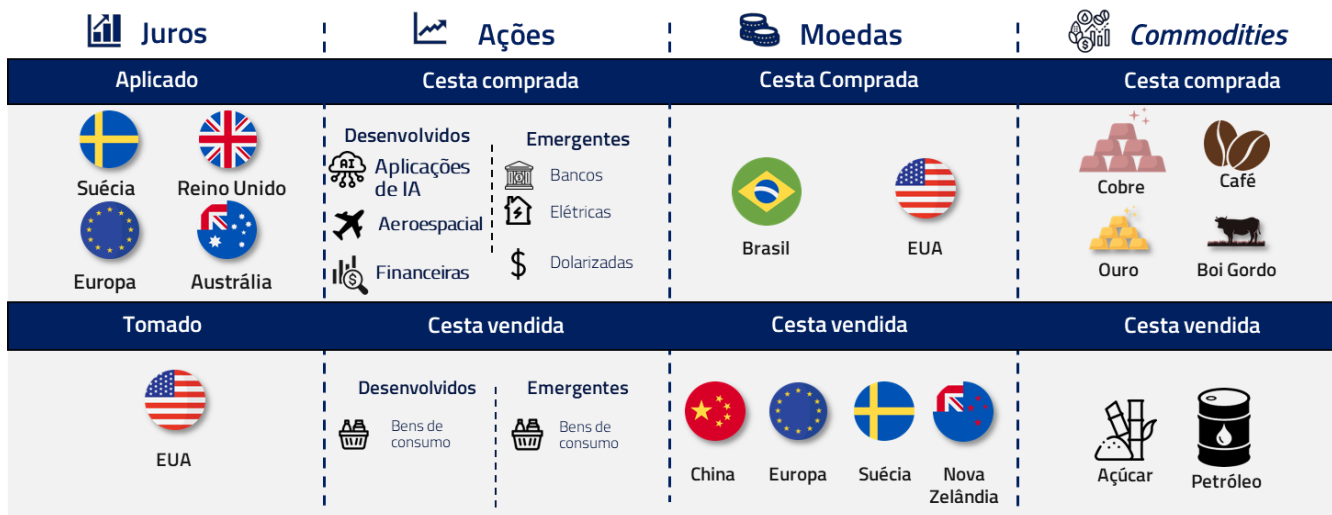 Juros
Ações
Moedas
Commodities
Aplicado
Cesta comprada
Cesta Comprada
Cesta comprada
Suécia
Reino Unido
Europa
Austrália
Desenvolvidos
AI
Aplicações
de IA
Aeroespacial
$
Financeiras
Emergentes
Bancos
Elétricas
$
Dolarizadas
Brasil
EUA
Cobre
Café
Ouro
Boi Gordo
Tomado
Cesta vendida
Cesta vendida
Cesta vendida
EUA
Desenvolvidos
Bens de
consumo
Emergentes
Bens de
consumo
China
Europa
Suécia
Nova
Zelândia
Açúcar
Petróleo